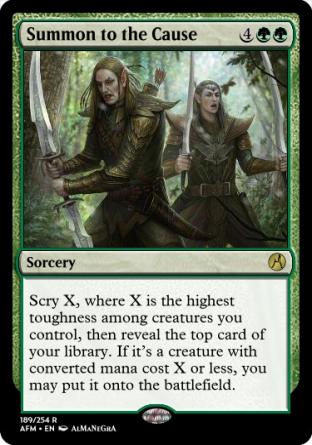 Summon to the Cause 4
Sorcery
Scry X, where X is the highest
toughness among creatures you
control, then reveal the top card of
your library. If it's a creature with
converted mana cost X or less, you
may put it onto the battlefield.
189/254 R
AFM • EN AlMaNeGrA